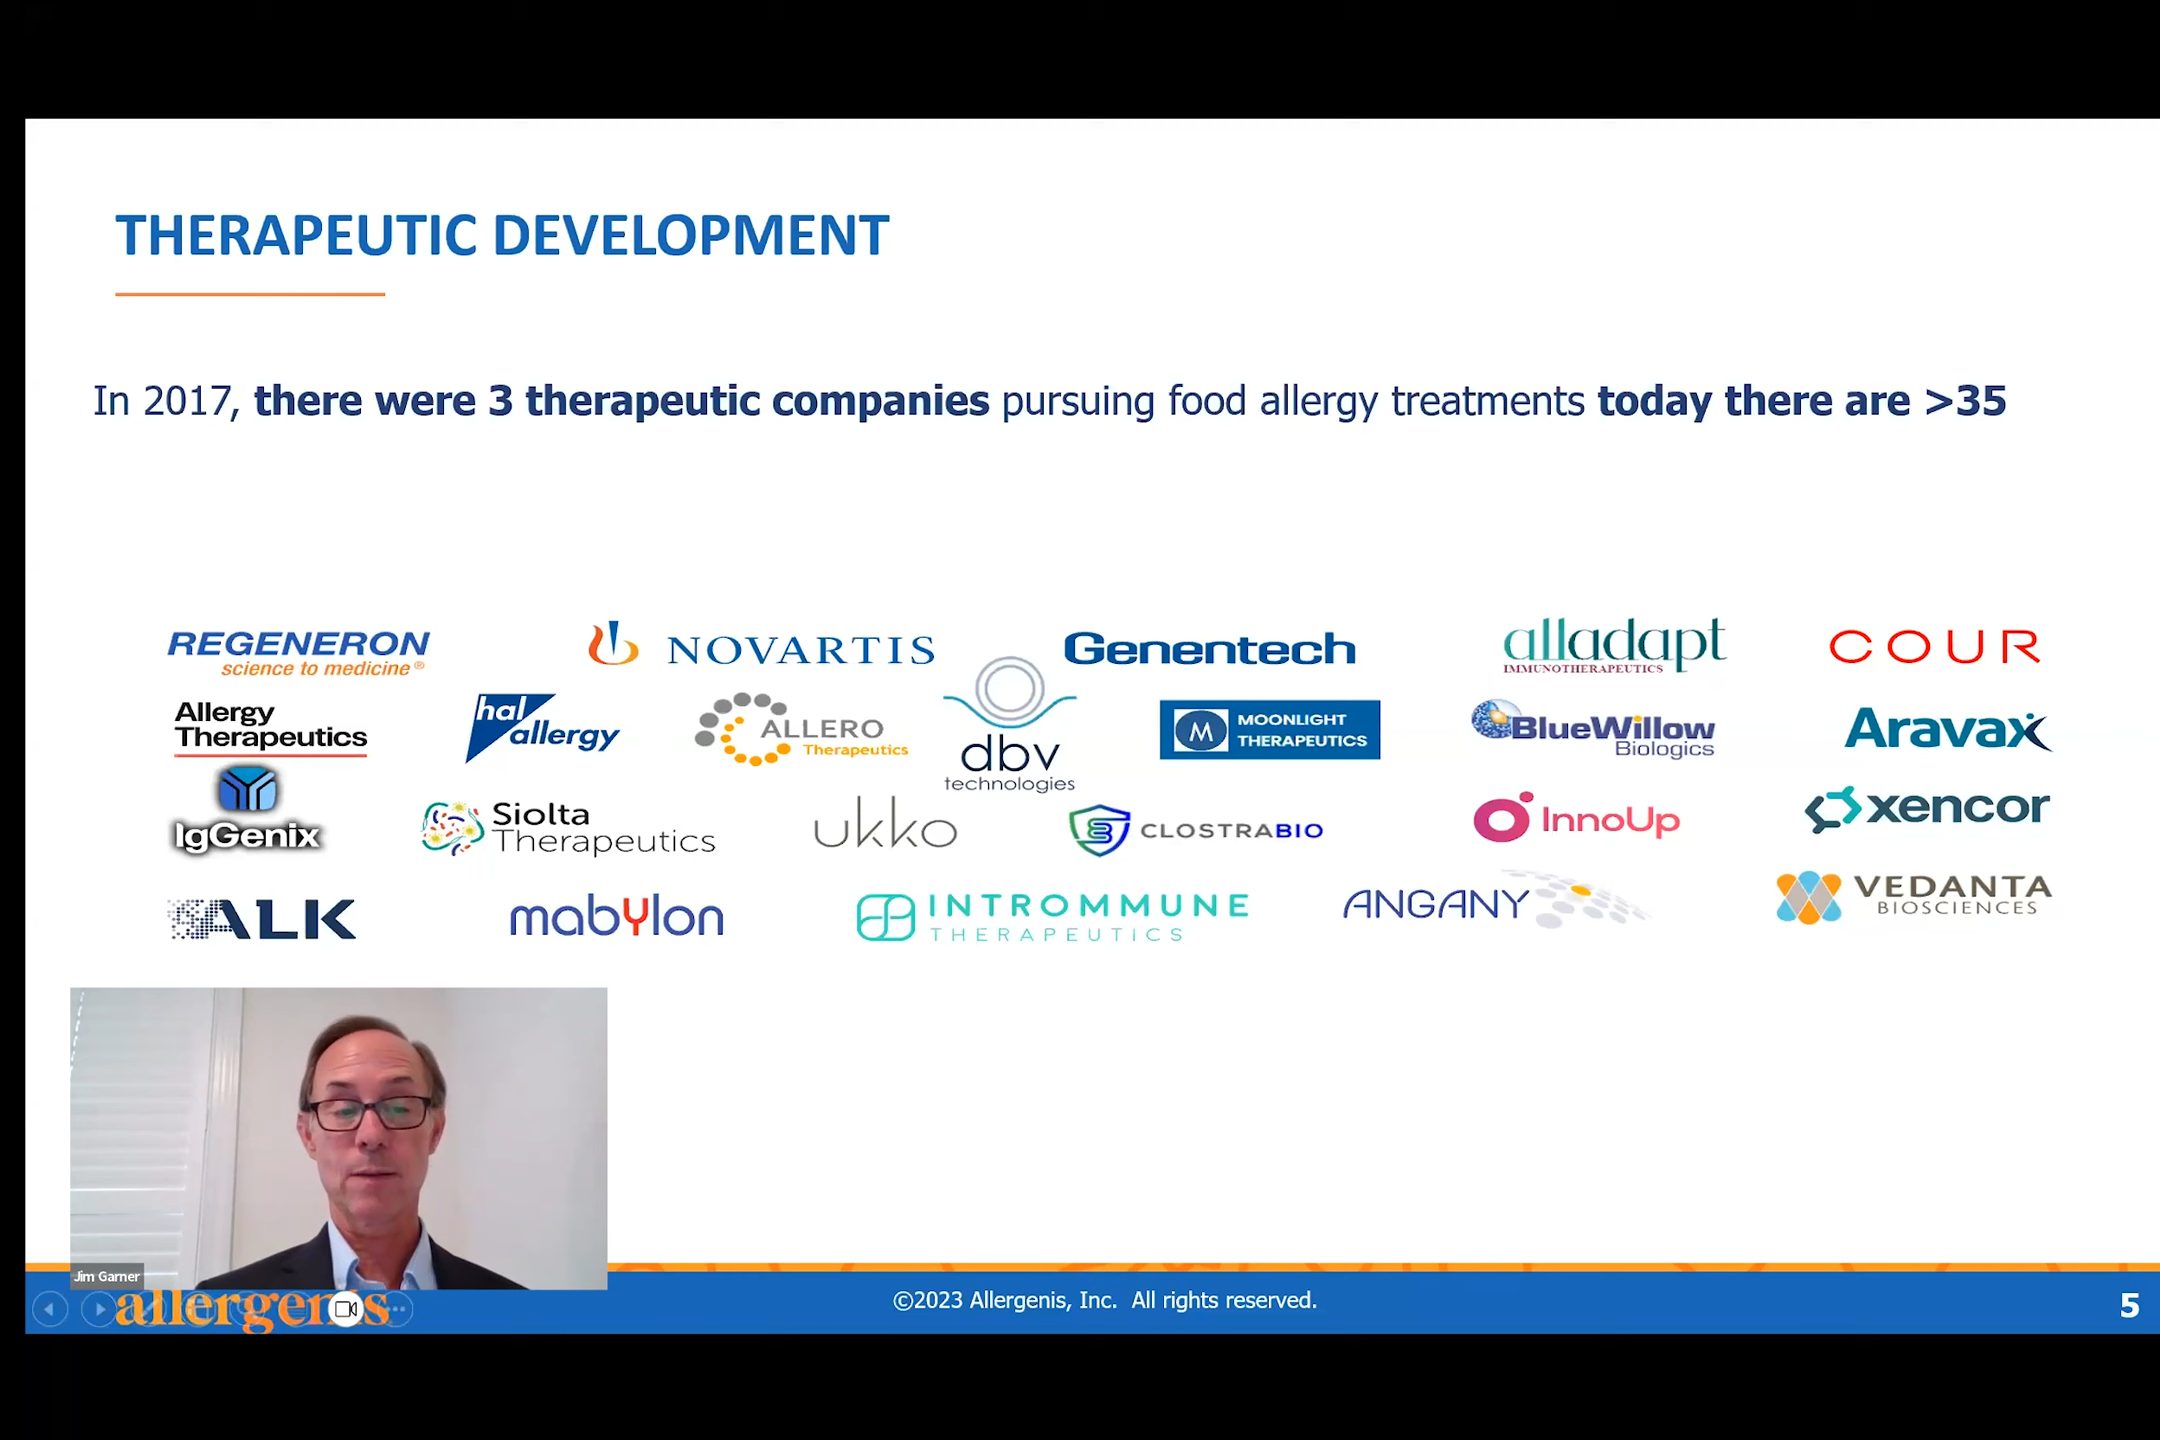 THERAPEUTIC DEVELOPMENT
In 2017, there were 3 therapeutic companies pursuing food allergy treatments today there are >35
REGENERON
science to medicine®
NOVARTIS
Genentech
alladapt
IMMUNOTHERAPEUTICS
COUR
Allergy
Therapeutics
hal
allergy
ALLERO
Therapeutics
dbv
technologies
M
MOONLIGHT
THERAPEUTICS
BlueWillow
Biologics
Aravax
IgGenix
Siolta
Therapeutics
ukko
CLOSTRABIO
InnoUp
xencor
ALK
mabylon
INTROMMUNE
THERAPEUTICS
ANGANY
VEDANTA
BIOSCIENCES
Jim Garner
allergenis
©2023 Allergenis, Inc. All rights reserved.
5